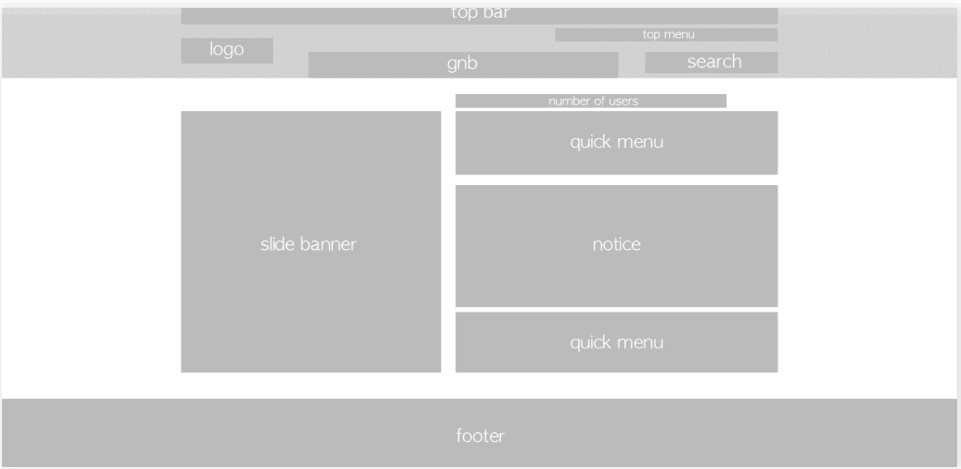 top bar
top menu
logo
gnb
search
number of users
quick menu
slide banner
notice
quick menu
footer